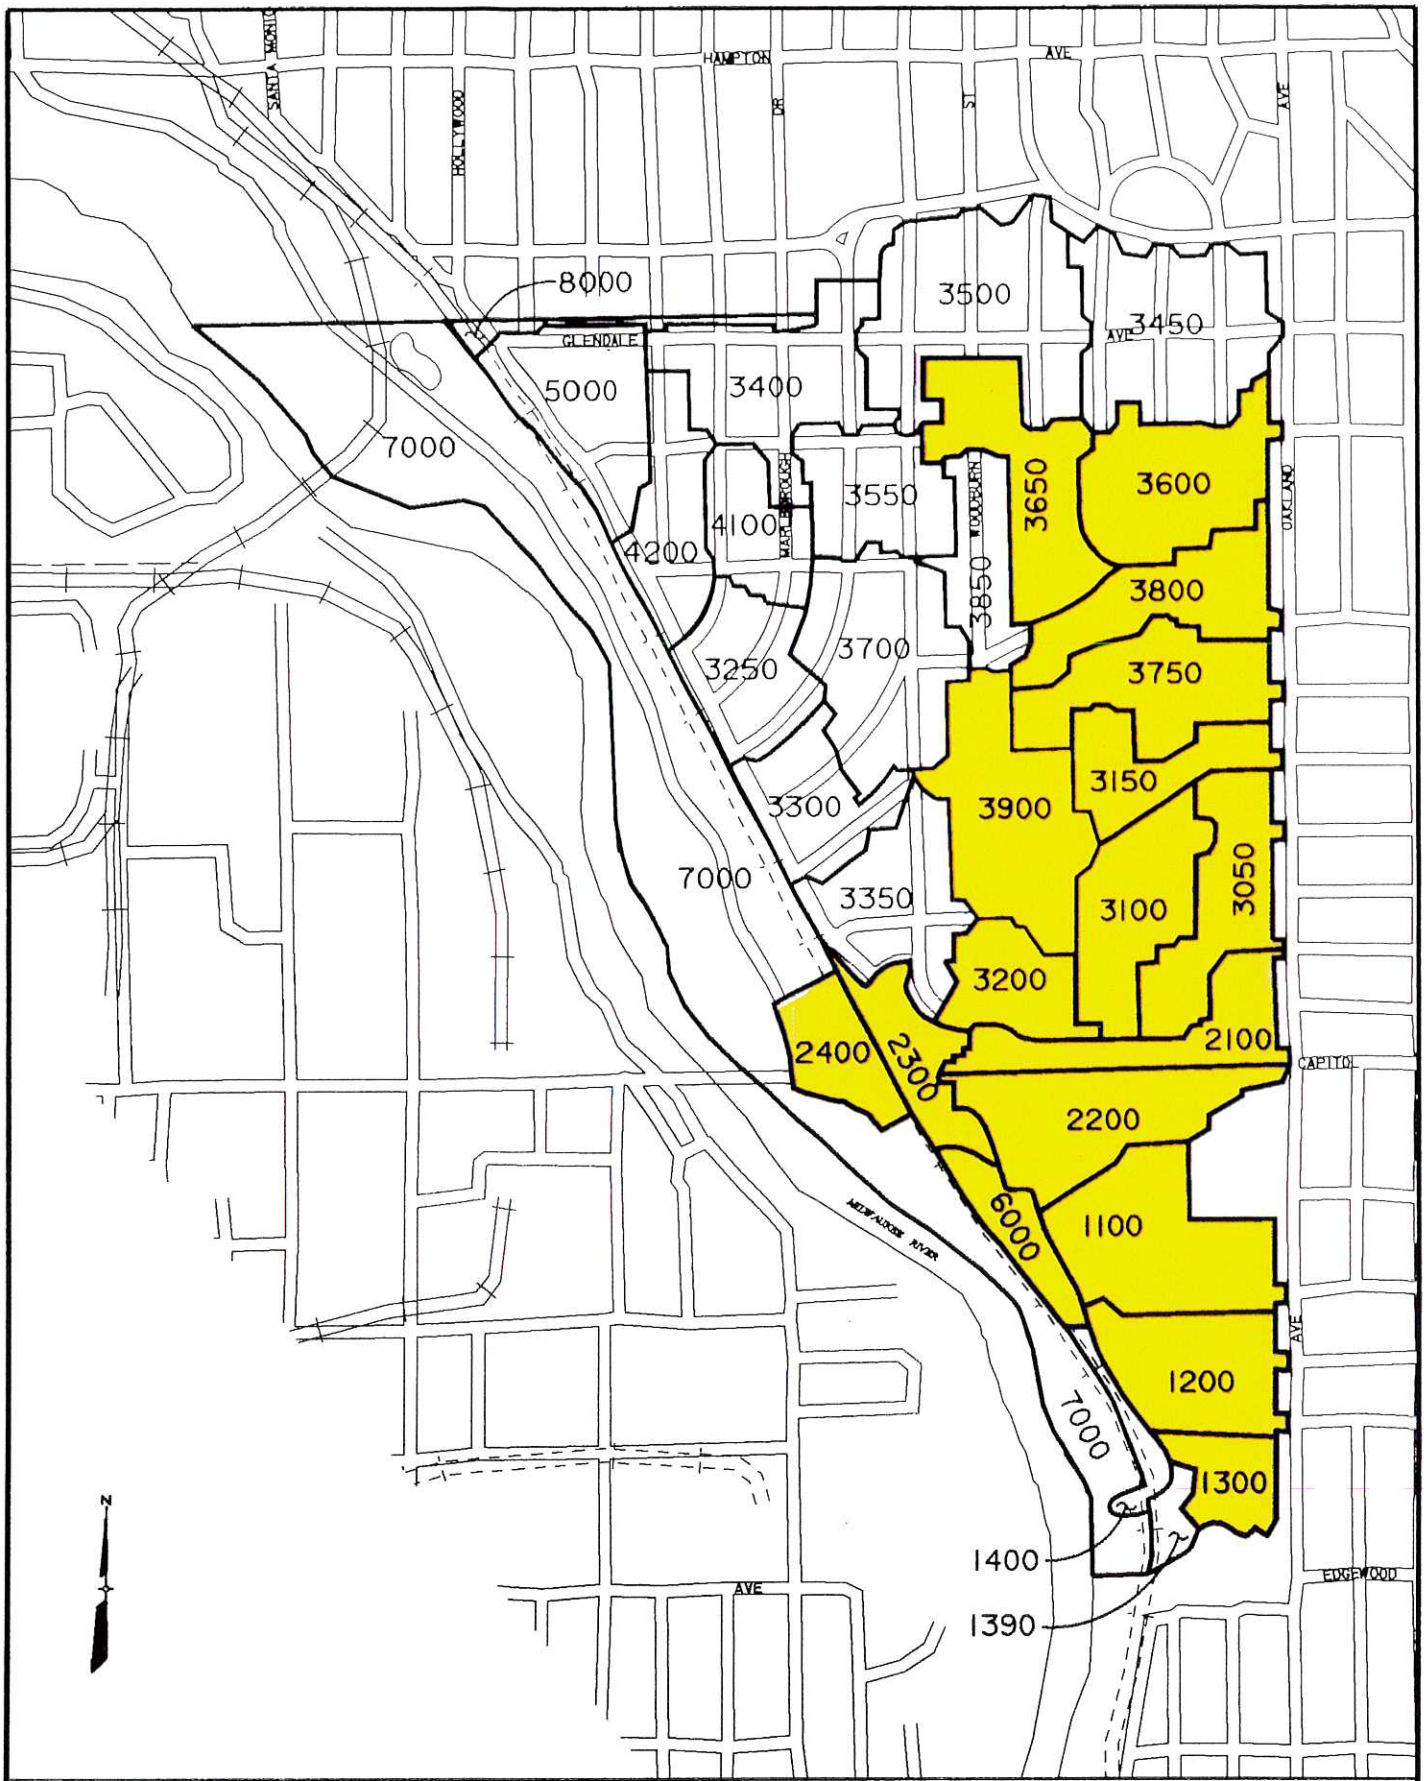 SANTA MONIC
HAMPTON
AVE
HOLLYWOOD
DR
ST
AVE
8000
3500
3450
AVE
GLENDALE
5000
3400
7000
3650
3600
MARLBOROUGH
3550
WOODBURN
OAKLAND
4100
4200
3850
3800
3250
3700
3750
3150
3300
3900
7000
3350
3100
3050
3200
2400
2300
2100
CAPITOL
2200
MILWAUKEE RIVER
6000
1100
AVE
1200
7000
1300
N
1400
EDGEWOOD
AVE
1390